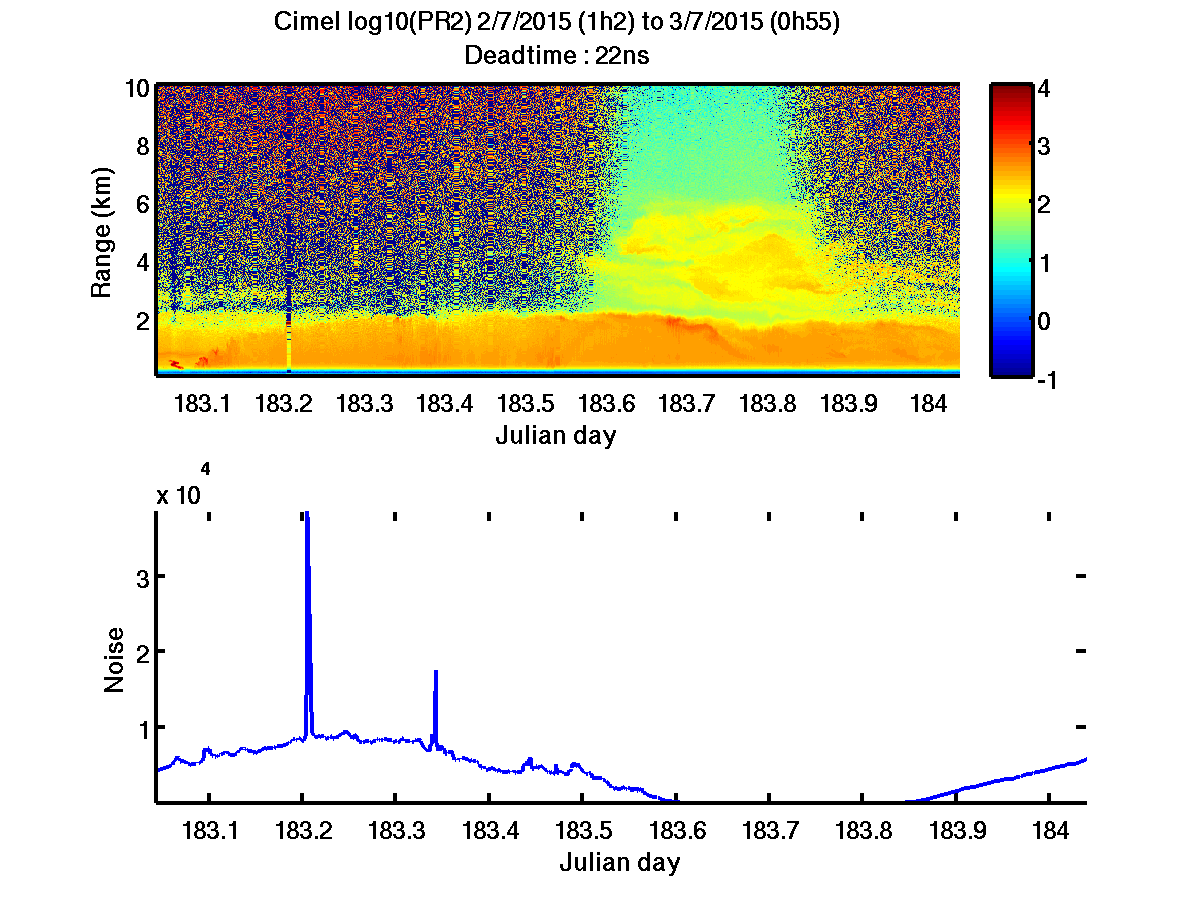 Cimel log10(PR2) 2/7/2015 (1h2) to 3/7/2015 (0h55)
Deadtime : 22ns
10
8
6
4
2
Range (km)
183.1 183.2 183.3 183.4 183.5 183.6 183.7 183.8 183.9 184
Julian day
4
3
2
1
0
-1
x 10 4
3
2
1
Noise
183.1 183.2 183.3 183.4 183.5 183.6 183.7 183.8 183.9 184
Julian day